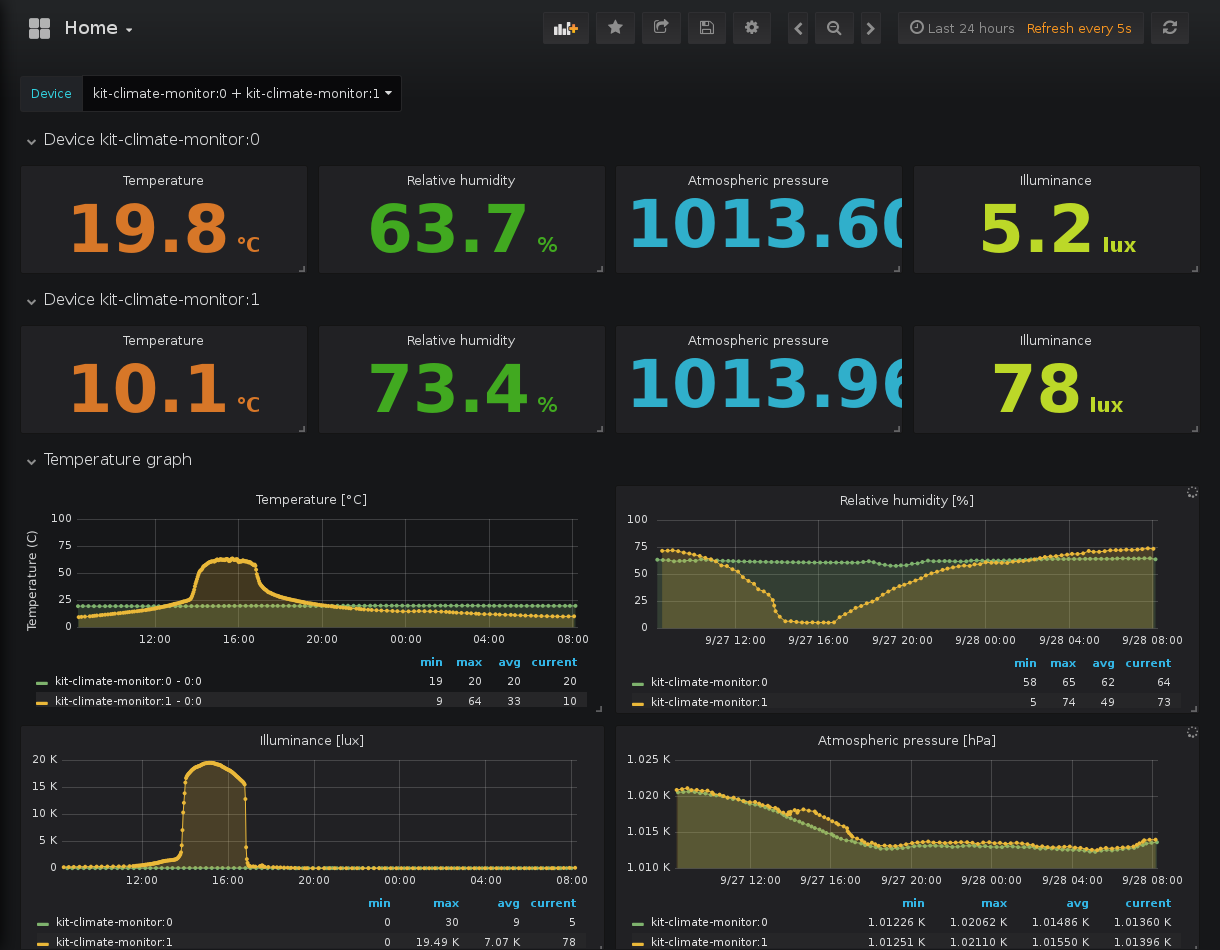 Home
Last 24 hours Refresh every 5s
Device kit-climate-monitor:0 + kit-climate-monitor:1
Device kit-climate-monitor:0
Temperature Relative humidity Atmospheric pressure Illuminance
19.8 °C 63.7 % 1013.60 5.2 lux
Device kit-climate-monitor:1
Temperature Relative humidity Atmospheric pressure Illuminance
10.1 °C 73.4 % 1013.96 78 lux
Temperature graph
Temperature [°C]
Temperature (C)
100
75
50
25
0
12:00 16:00 20:00 00:00 04:00 08:00
min max avg current
kit-climate-monitor:0 - 0:0 19 20 20 20
kit-climate-monitor:1 - 0:0 9 64 33 10
Relative humidity [%]
100
75
50
25
0
9/27 12:00 9/27 16:00 9/27 20:00 9/28 00:00 9/28 04:00 9/28 08:00
min max avg current
kit-climate-monitor:0 58 65 62 64
kit-climate-monitor:1 5 74 49 73
Illuminance [lux]
20 K
15 K
10 K
5 K
0
12:00 16:00 20:00 00:00 04:00 08:00
min max avg current
kit-climate-monitor:0 0 30 9 5
kit-climate-monitor:1 0 19.49 K 7.07 K 78
Atmospheric pressure [hPa]
1.025 K
1.020 K
1.015 K
1.010 K
9/27 12:00 9/27 16:00 9/27 20:00 9/28 00:00 9/28 04:00 9/28 08:00
min max avg current
kit-climate-monitor:0 1.01226 K 1.02062 K 1.01486 K 1.01360 K
kit-climate-monitor:1 1.01251 K 1.02110 K 1.01550 K 1.01396 K